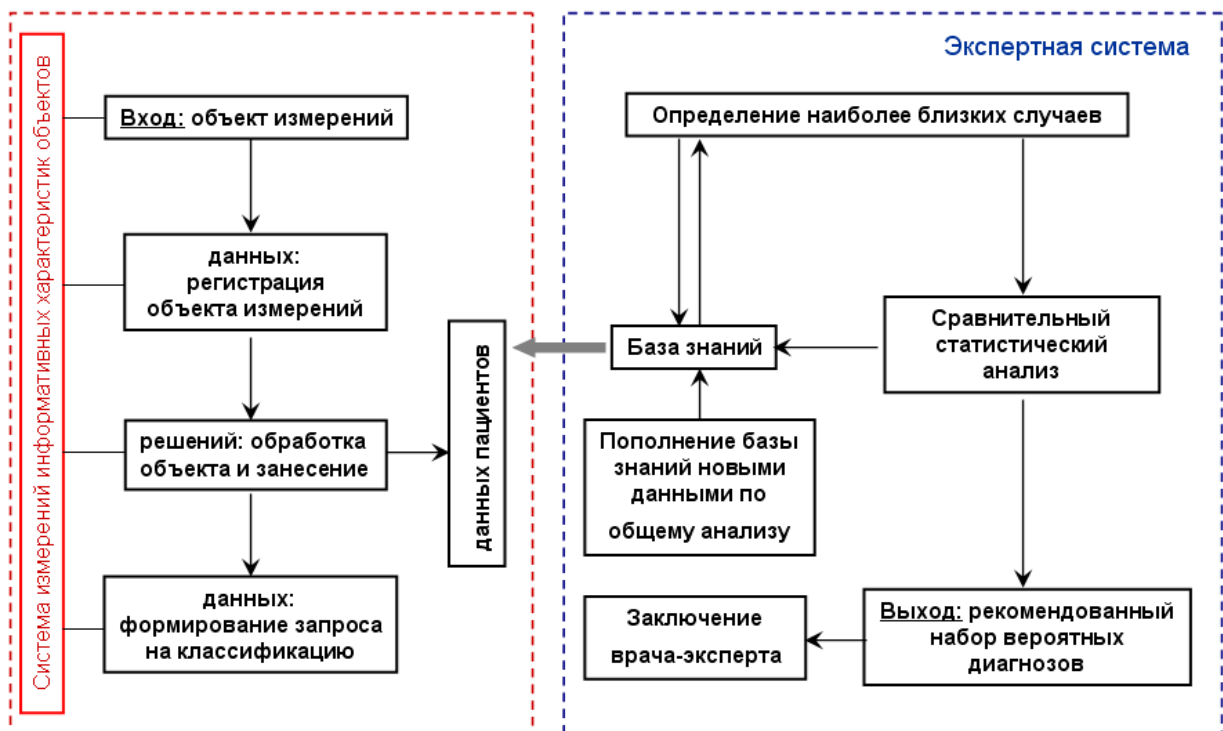 Система измерений информативных характеристик объектов
Вход: объект измерений
данных:
регистрация
объекта измерений
решений: обработка
объекта и занесение
данных:
формирование запроса
на классификацию
данных пациентов
Экспертная система
Определение наиболее близких случаев
База знаний
Сравнительный
статистический
анализ
Пополнение базы
знаний новыми
данными по
общему анализу
Заключение
врача-эксперта
Выход: рекомендованный
набор вероятных
диагнозов